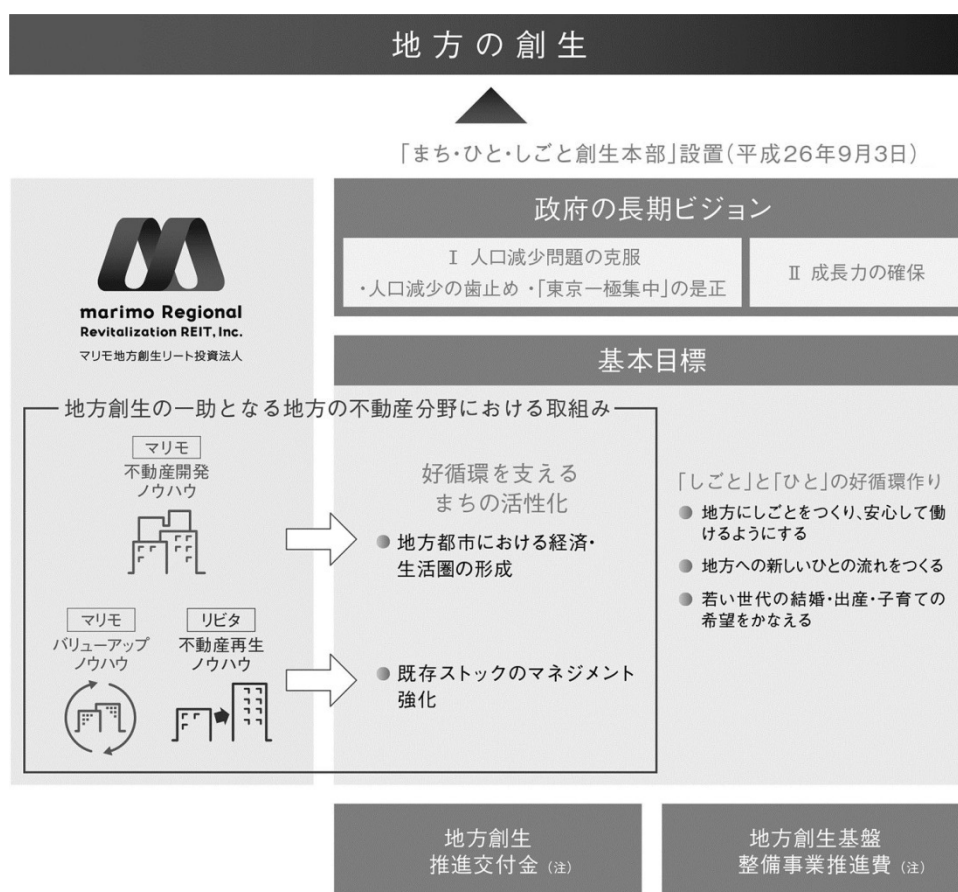 地方の創生
「まち・ひと・しごと創生本部」設置(平成26年9月3日)
marimo Regional
Revitalization REIT, Inc.
マリモ地方創生リート投資法人
政府の長期ビジョン
Ⅰ 人口減少問題の克服
・人口減少の歯止め ・「東京一極集中」の是正
Ⅱ 成長力の確保
基本目標
地方創生の一助となる地方の不動産分野における取組み
マリモ
不動産開発
ノウハウ
マリモ
バリューアップ
ノウハウ
リビタ
不動産再生
ノウハウ
好循環を支える
まちの活性化
● 地方都市における経済・
生活圏の形成
● 既存ストックのマネジメント
強化
「しごと」と「ひと」の好循環作り
● 地方にしごとをつくり、安心して働
けるようにする
● 地方への新しいひとの流れをつくる
● 若い世代の結婚・出産・子育ての
希望をかなえる
地方創生
推進交付金(注)
地方創生基盤
整備事業推進費(注)